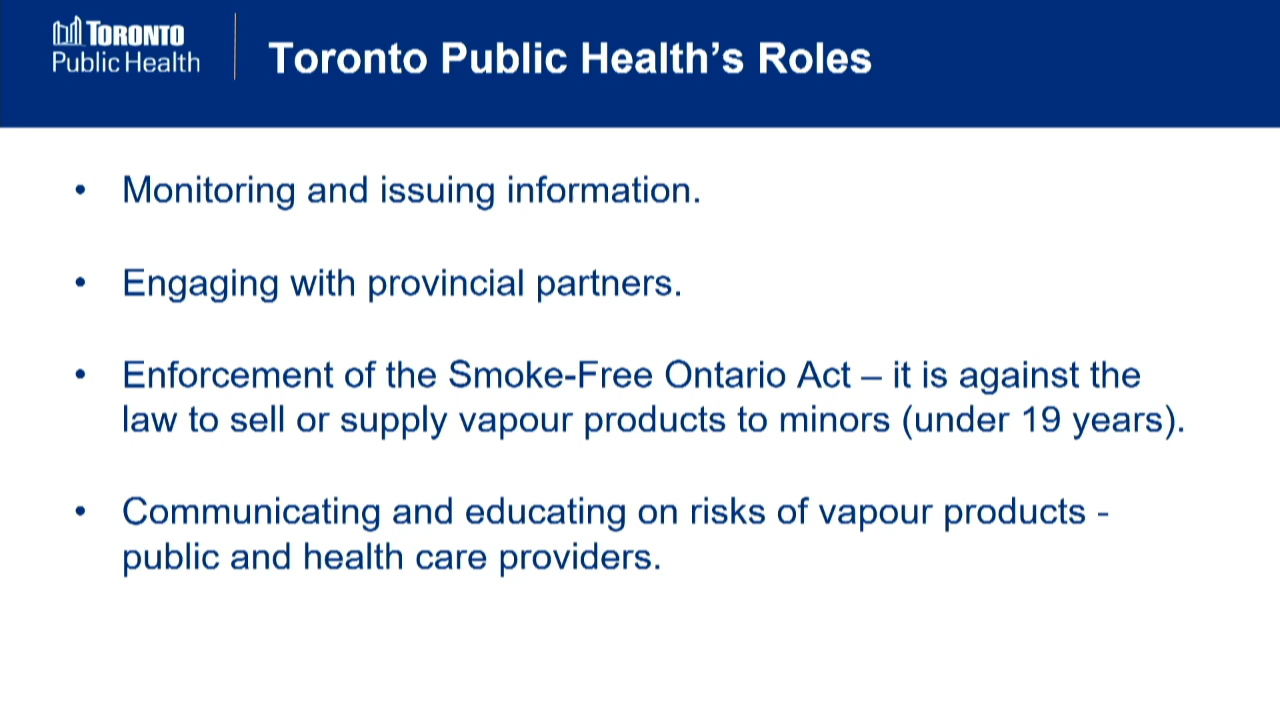 TORONTO
Public Health
Toronto Public Health’s Roles
• Monitoring and issuing information.
• Engaging with provincial partners.
• Enforcement of the Smoke-Free Ontario Act – it is against the
law to sell or supply vapour products to minors (under 19 years).
• Communicating and educating on risks of vapour products -
public and health care providers.